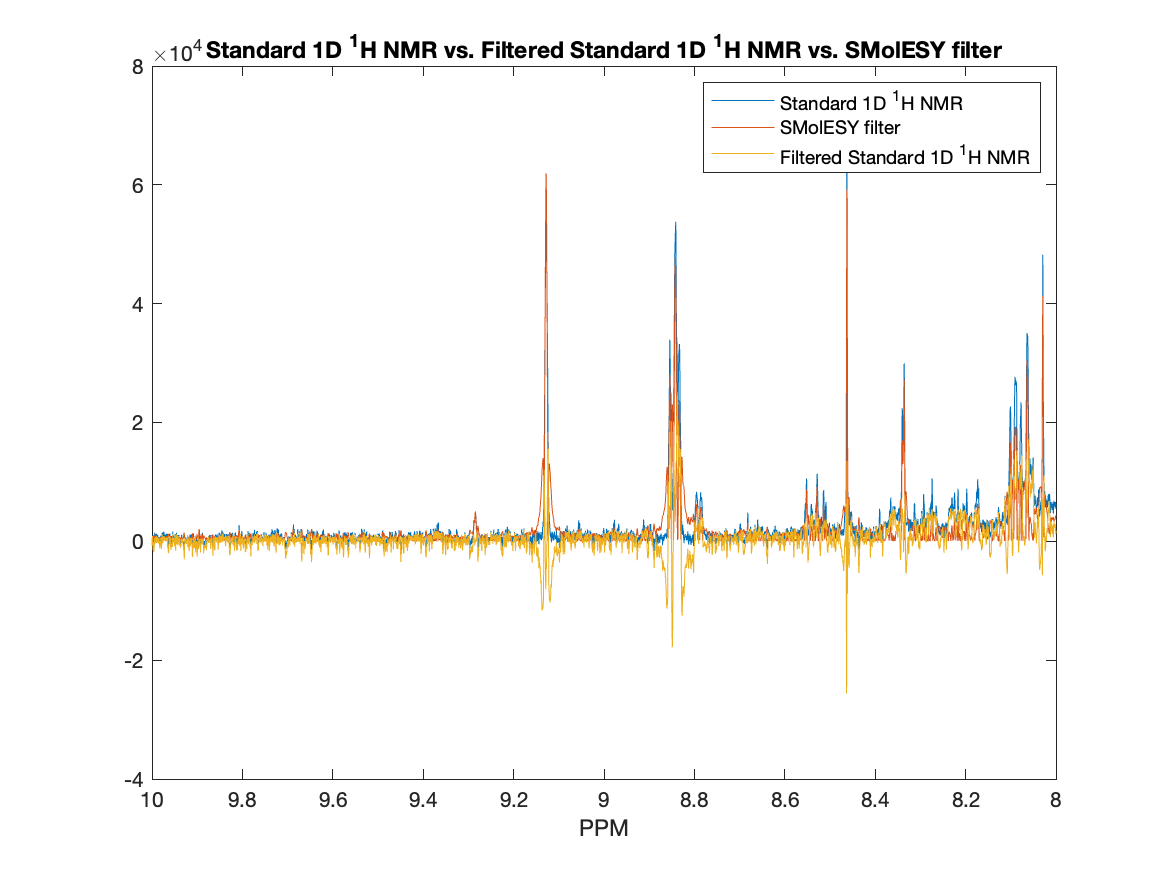 ×10⁴ Standard 1D ¹H NMR vs. Filtered Standard 1D ¹H NMR vs. SMolESY filter
Standard 1D ¹H NMR
SMolESY filter
Filtered Standard 1D ¹H NMR
8
6
4
2
0
-2
-4
10 9.8 9.6 9.4 9.2 9 8.8 8.6 8.4 8.2 8
PPM